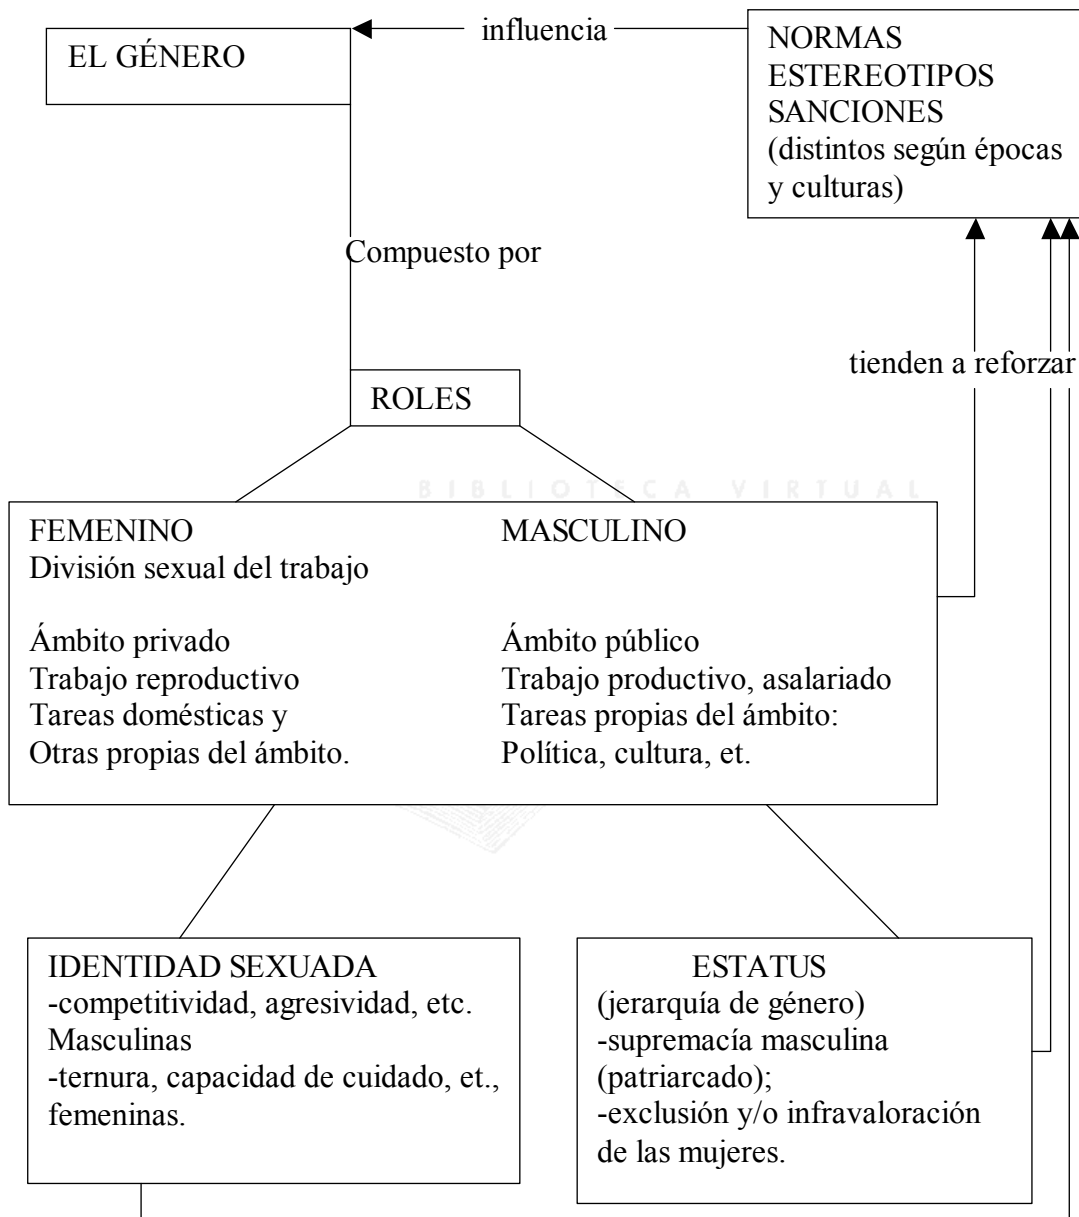 EL GÉNERO
influencia
NORMAS
ESTEREOTIPOS
SANCIONES
(distintos según épocas
y culturas)
Compuesto por
tienden a reforzar
ROLES
BIBLIOTECA VIRTUAL
FEMENINO
División sexual del trabajo
Ámbito privado
Trabajo reproductivo
Tareas domésticas y
Otras propias del ámbito.
MASCULINO
Ámbito público
Trabajo productivo, asalariado
Tareas propias del ámbito:
Política, cultura, et.
IDENTIDAD SEXUADA
-competitividad, agresividad, etc.
Masculinas
-ternura, capacidad de cuidado, et.,
femeninas.
ESTATUS
(jerarquía de género)
-supremacía masculina
(patriarcado);
-exclusión y/o infravaloración
de las mujeres.